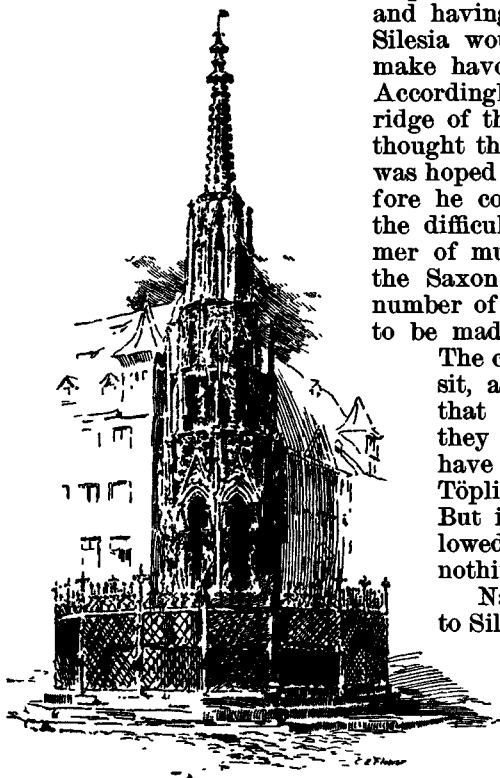 and having
Silesia wou
make havo
Accordingl
ridge of th
thought th
was hoped
fore he co
the difficul
mer of mu
the Saxon
number of
to be mad
The c
sit, a
that
they
have
Töpli
But i
lowed
nothi
Na
to Sil